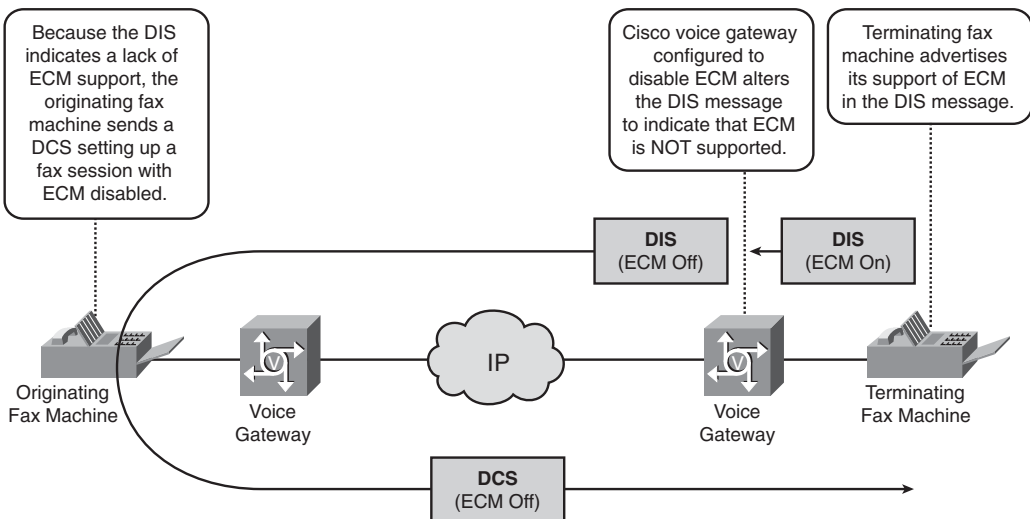 Because the DIS
indicates a lack of
ECM support, the
originating fax
machine sends a
DCS setting up a
fax session with
ECM disabled.
Cisco voice gateway
configured to
disable ECM alters
the DIS message
to indicate that ECM
is NOT supported.
Terminating fax
machine advertises
its support of ECM
in the DIS message.
DIS
(ECM Off)
DIS
(ECM On)
Originating
Fax Machine
V
Voice
Gateway
IP
V
Voice
Gateway
Terminating
Fax Machine
DCS
(ECM Off)